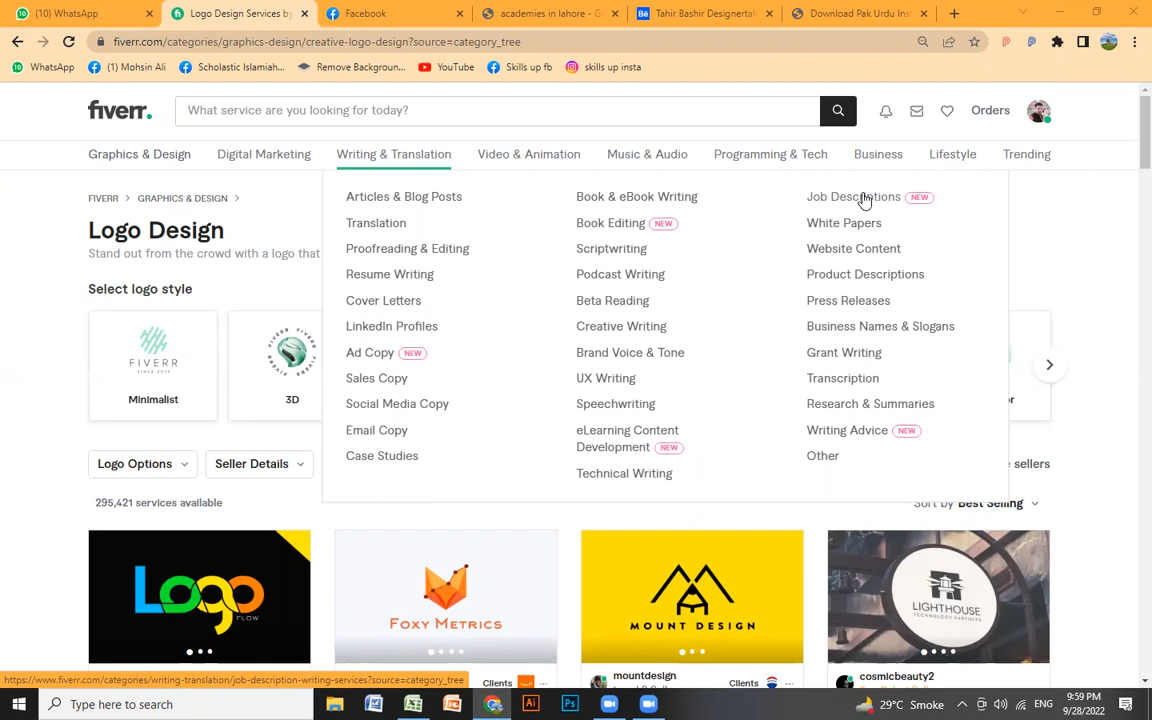 (10) WhatsApp
Logo Design Services by
Facebook
academies in lahore - G
Tahir Bashir Designertah
Download Pak Urdu Inst
fiverr.com/categories/graphics-design/creative-logo-design?source=category_tree
10 WhatsApp
(1) Mohsin Ali
Scholastic Islamiah...
Remove Backgroun...
YouTube
Skills up fb
skills up insta
fiverr.
What service are you looking for today?
Orders
Graphics & Design
Digital Marketing
Writing & Translation
Video & Animation
Music & Audio
Programming & Tech
Business
Lifestyle
Trending
FIVERR > GRAPHICS & DESIGN >
Logo Design
Stand out from the crowd with a logo that
Select logo style
FIVERR
Minimalist
3D
Articles & Blog Posts
Translation
Proofreading & Editing
Resume Writing
Cover Letters
LinkedIn Profiles
Ad Copy NEW
Sales Copy
Social Media Copy
Email Copy
Case Studies
Book & eBook Writing
Book Editing NEW
Scriptwriting
Podcast Writing
Beta Reading
Creative Writing
Brand Voice & Tone
UX Writing
Speechwriting
eLearning Content
Development NEW
Technical Writing
Job Descriptions NEW
White Papers
Website Content
Product Descriptions
Press Releases
Business Names & Slogans
Grant Writing
Transcription
Research & Summaries
Writing Advice NEW
Other
or
Logo Options
Seller Details
e sellers
295,421 services available
Sort by Best Selling
Logo
FLOW
FOXY METRICS
MOUNT DESIGN
LIGHTHOUSE
Clients
mountdesign
Clients
cosmicbeauty2
https://www.fiverr.com/categories/writing-translation/job-description-writing-services?source=category_tree
Type here to search
29°C Smoke
ENG
9:59 PM
9/28/2022